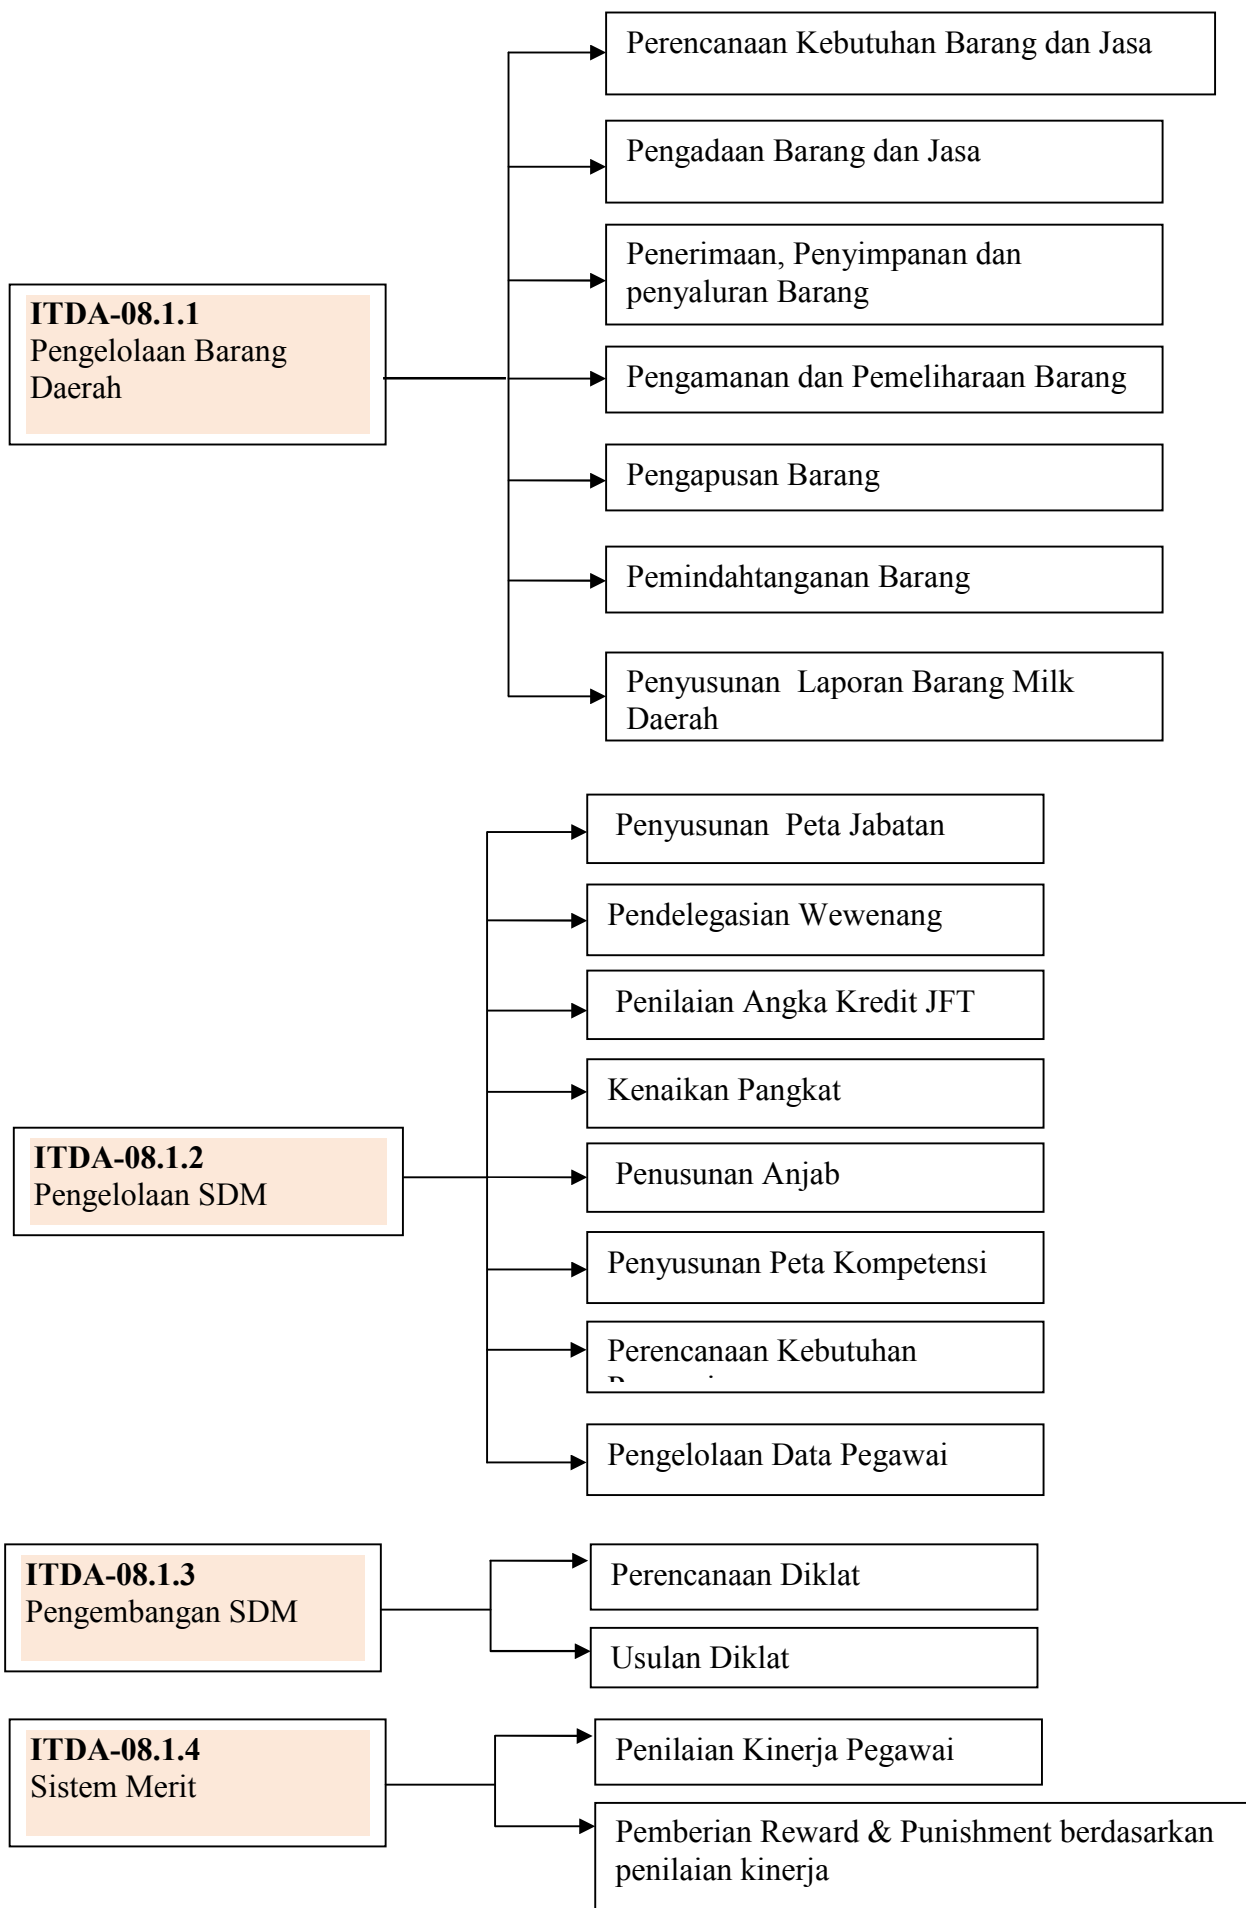 Perencanaan Kebutuhan Barang dan Jasa
Pengadaan Barang dan Jasa
Penerimaan, Penyimpanan dan
penyaluran Barang
ITDA-08.1.1
Pengelolaan Barang
Daerah
Pengamanan dan Pemeliharaan Barang
Pengapusan Barang
Pemindahtanganan Barang
Penyusunan Laporan Barang Milk
Daerah
Penyusunan Peta Jabatan
Pendelegasian Wewenang
Penilaian Angka Kredit JFT
Kenaikan Pangkat
ITDA-08.1.2
Pengelolaan SDM
Penusunan Anjab
Penyusunan Peta Kompetensi
Perencanaan Kebutuhan
Pengelolaan Data Pegawai
ITDA-08.1.3
Pengembangan SDM
Perencanaan Diklat
Usulan Diklat
ITDA-08.1.4
Sistem Merit
Penilaian Kinerja Pegawai
Pemberian Reward & Punishment berdasarkan
penilaian kinerja